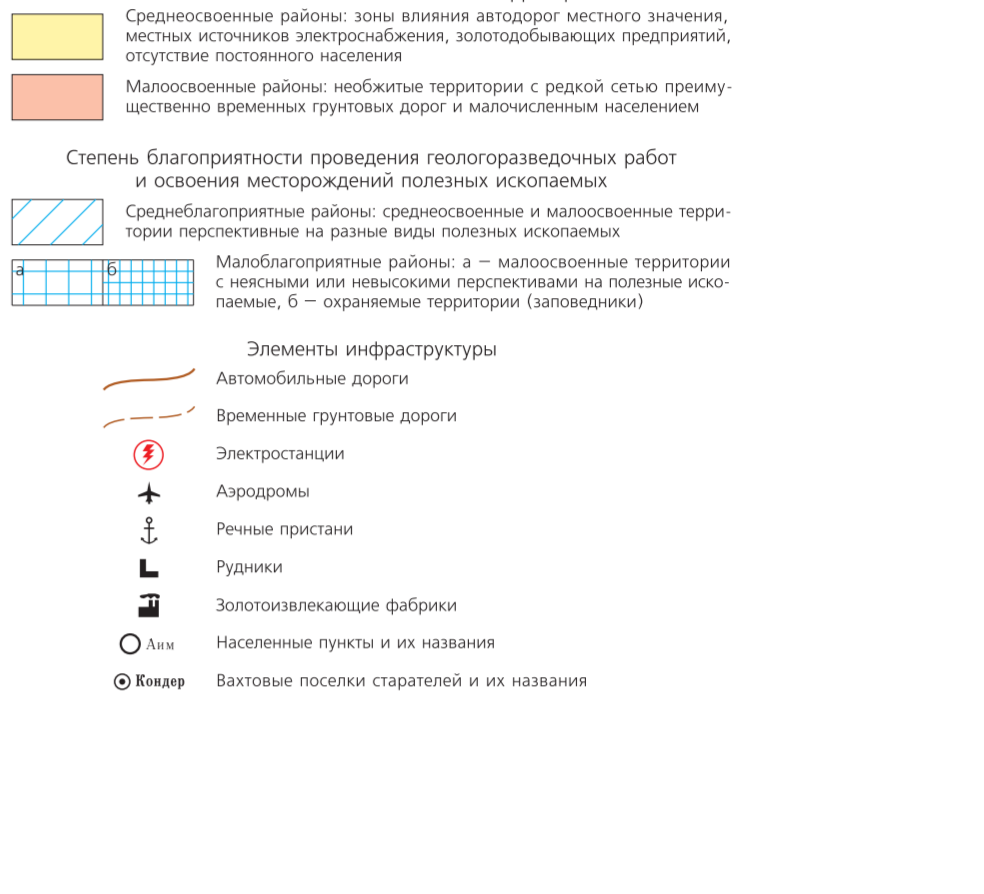 Среднеосвоенные районы: зоны влияния автодорог местного значения,
местных источников электроснабжения, золотодобывающих предприятий,
отсутствие постоянного населения
Малоосвоенные районы: необжитые территории с редкой сетью преиму-
щественно временных грунтовых дорог и малочисленным населением
Степень благоприятности проведения геологоразведочных работ
и освоения месторождений полезных ископаемых
Среднеблагоприятные районы: среднеосвоенные и малоосвоенные терри-
тории перспективные на разные виды полезных ископаемых
а б
Малоблагоприятные районы: а — малоосвоенные территории
с неясными или невысокими перспективами на полезные иско-
паемые, б — охраняемые территории (заповедники)
Элементы инфраструктуры
Автомобильные дороги
Временные грунтовые дороги
Электростанции
Аэродромы
Речные пристани
Рудники
Золотоизвлекающие фабрики
Аим Населенные пункты и их названия
Кондер Вахтовые поселки старателей и их названия